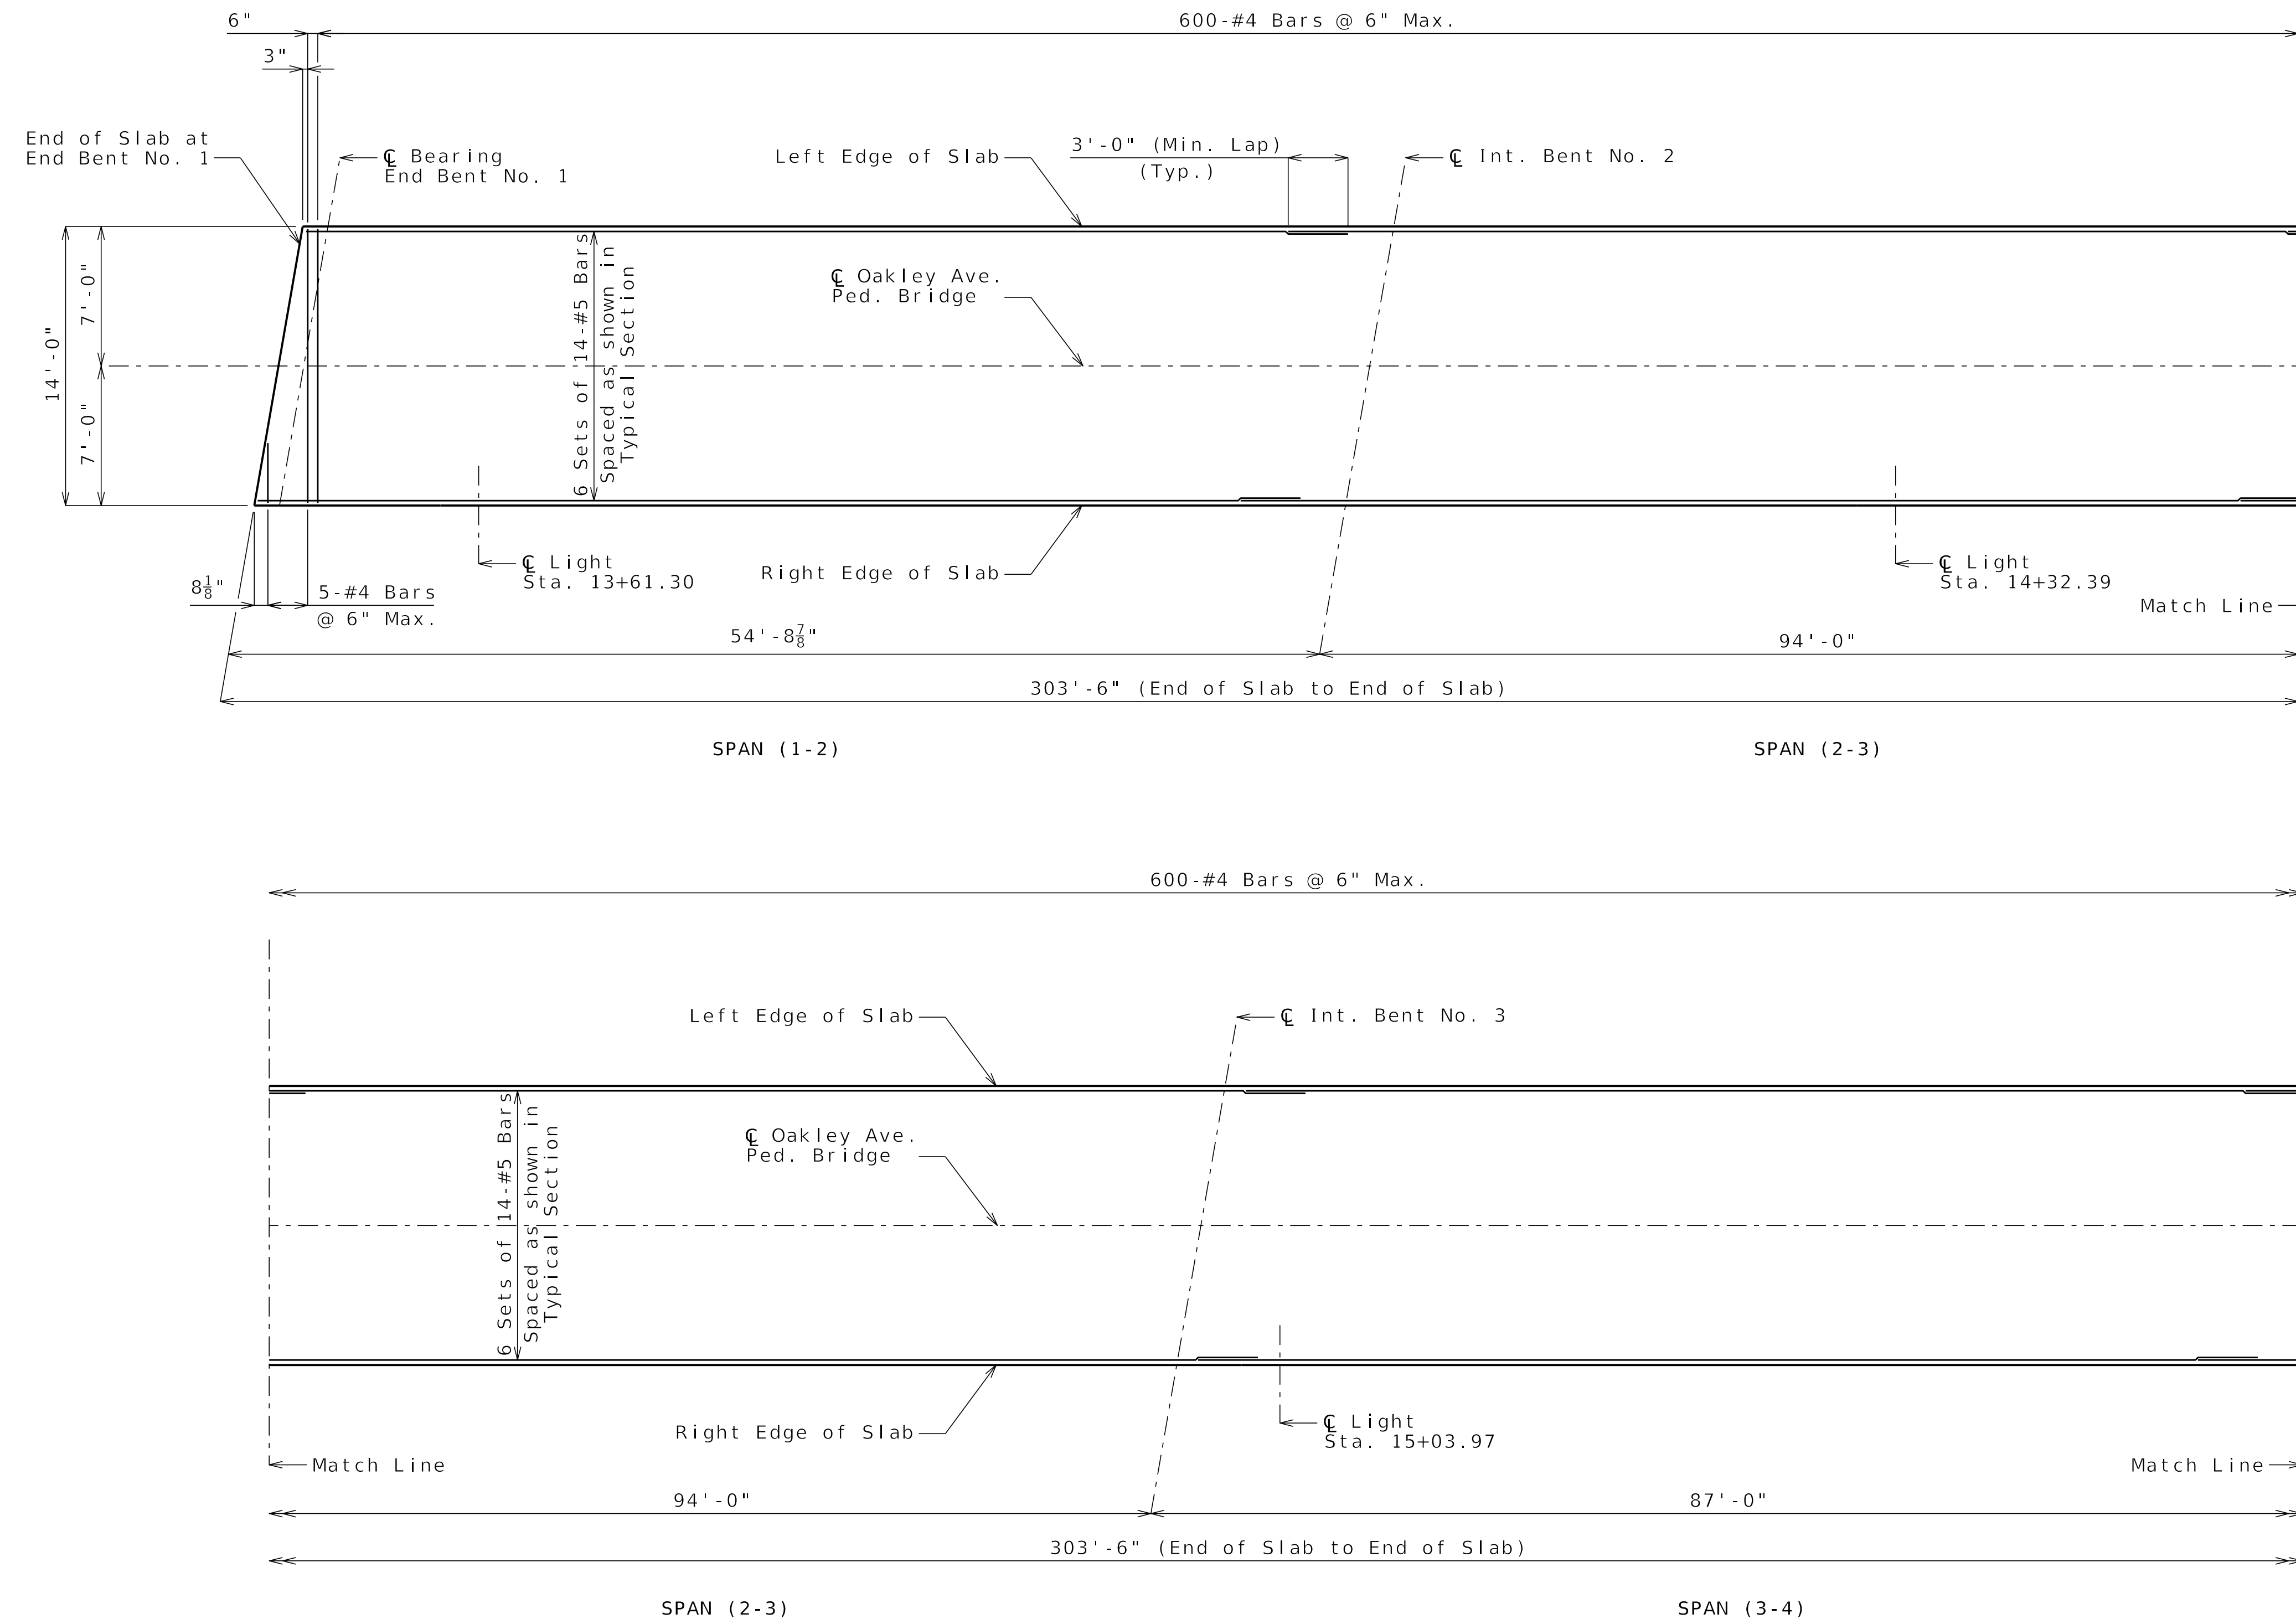 6"
600-#4 Bars @ 6" Max.
3"
End of Slab at
End Bent No. 1
℄ Bearing
End Bent No. 1
Left Edge of Slab
3'-0" (Min. Lap)
(Typ.)
℄ Int. Bent No. 2
14'-0"
7'-0"
7'-0"
6 Sets of 14-#5 Bars
Spaced as shown in
Typical Section
℄ Oakley Ave.
Ped. Bridge
℄ Light
Sta. 13+61.30
Right Edge of Slab
℄ Light
Sta. 14+32.39
8⅛"
5-#4 Bars
@ 6" Max.
Match Line
54'-8⅞"
94'-0"
303'-6" (End of Slab to End of Slab)
SPAN (1-2)
SPAN (2-3)
600-#4 Bars @ 6" Max.
Left Edge of Slab
℄ Int. Bent No. 3
6 Sets of 14-#5 Bars
Spaced as shown in
Typical Section
℄ Oakley Ave.
Ped. Bridge
Right Edge of Slab
℄ Light
Sta. 15+03.97
Match Line
Match Line
94'-0"
87'-0"
303'-6" (End of Slab to End of Slab)
SPAN (2-3)
SPAN (3-4)